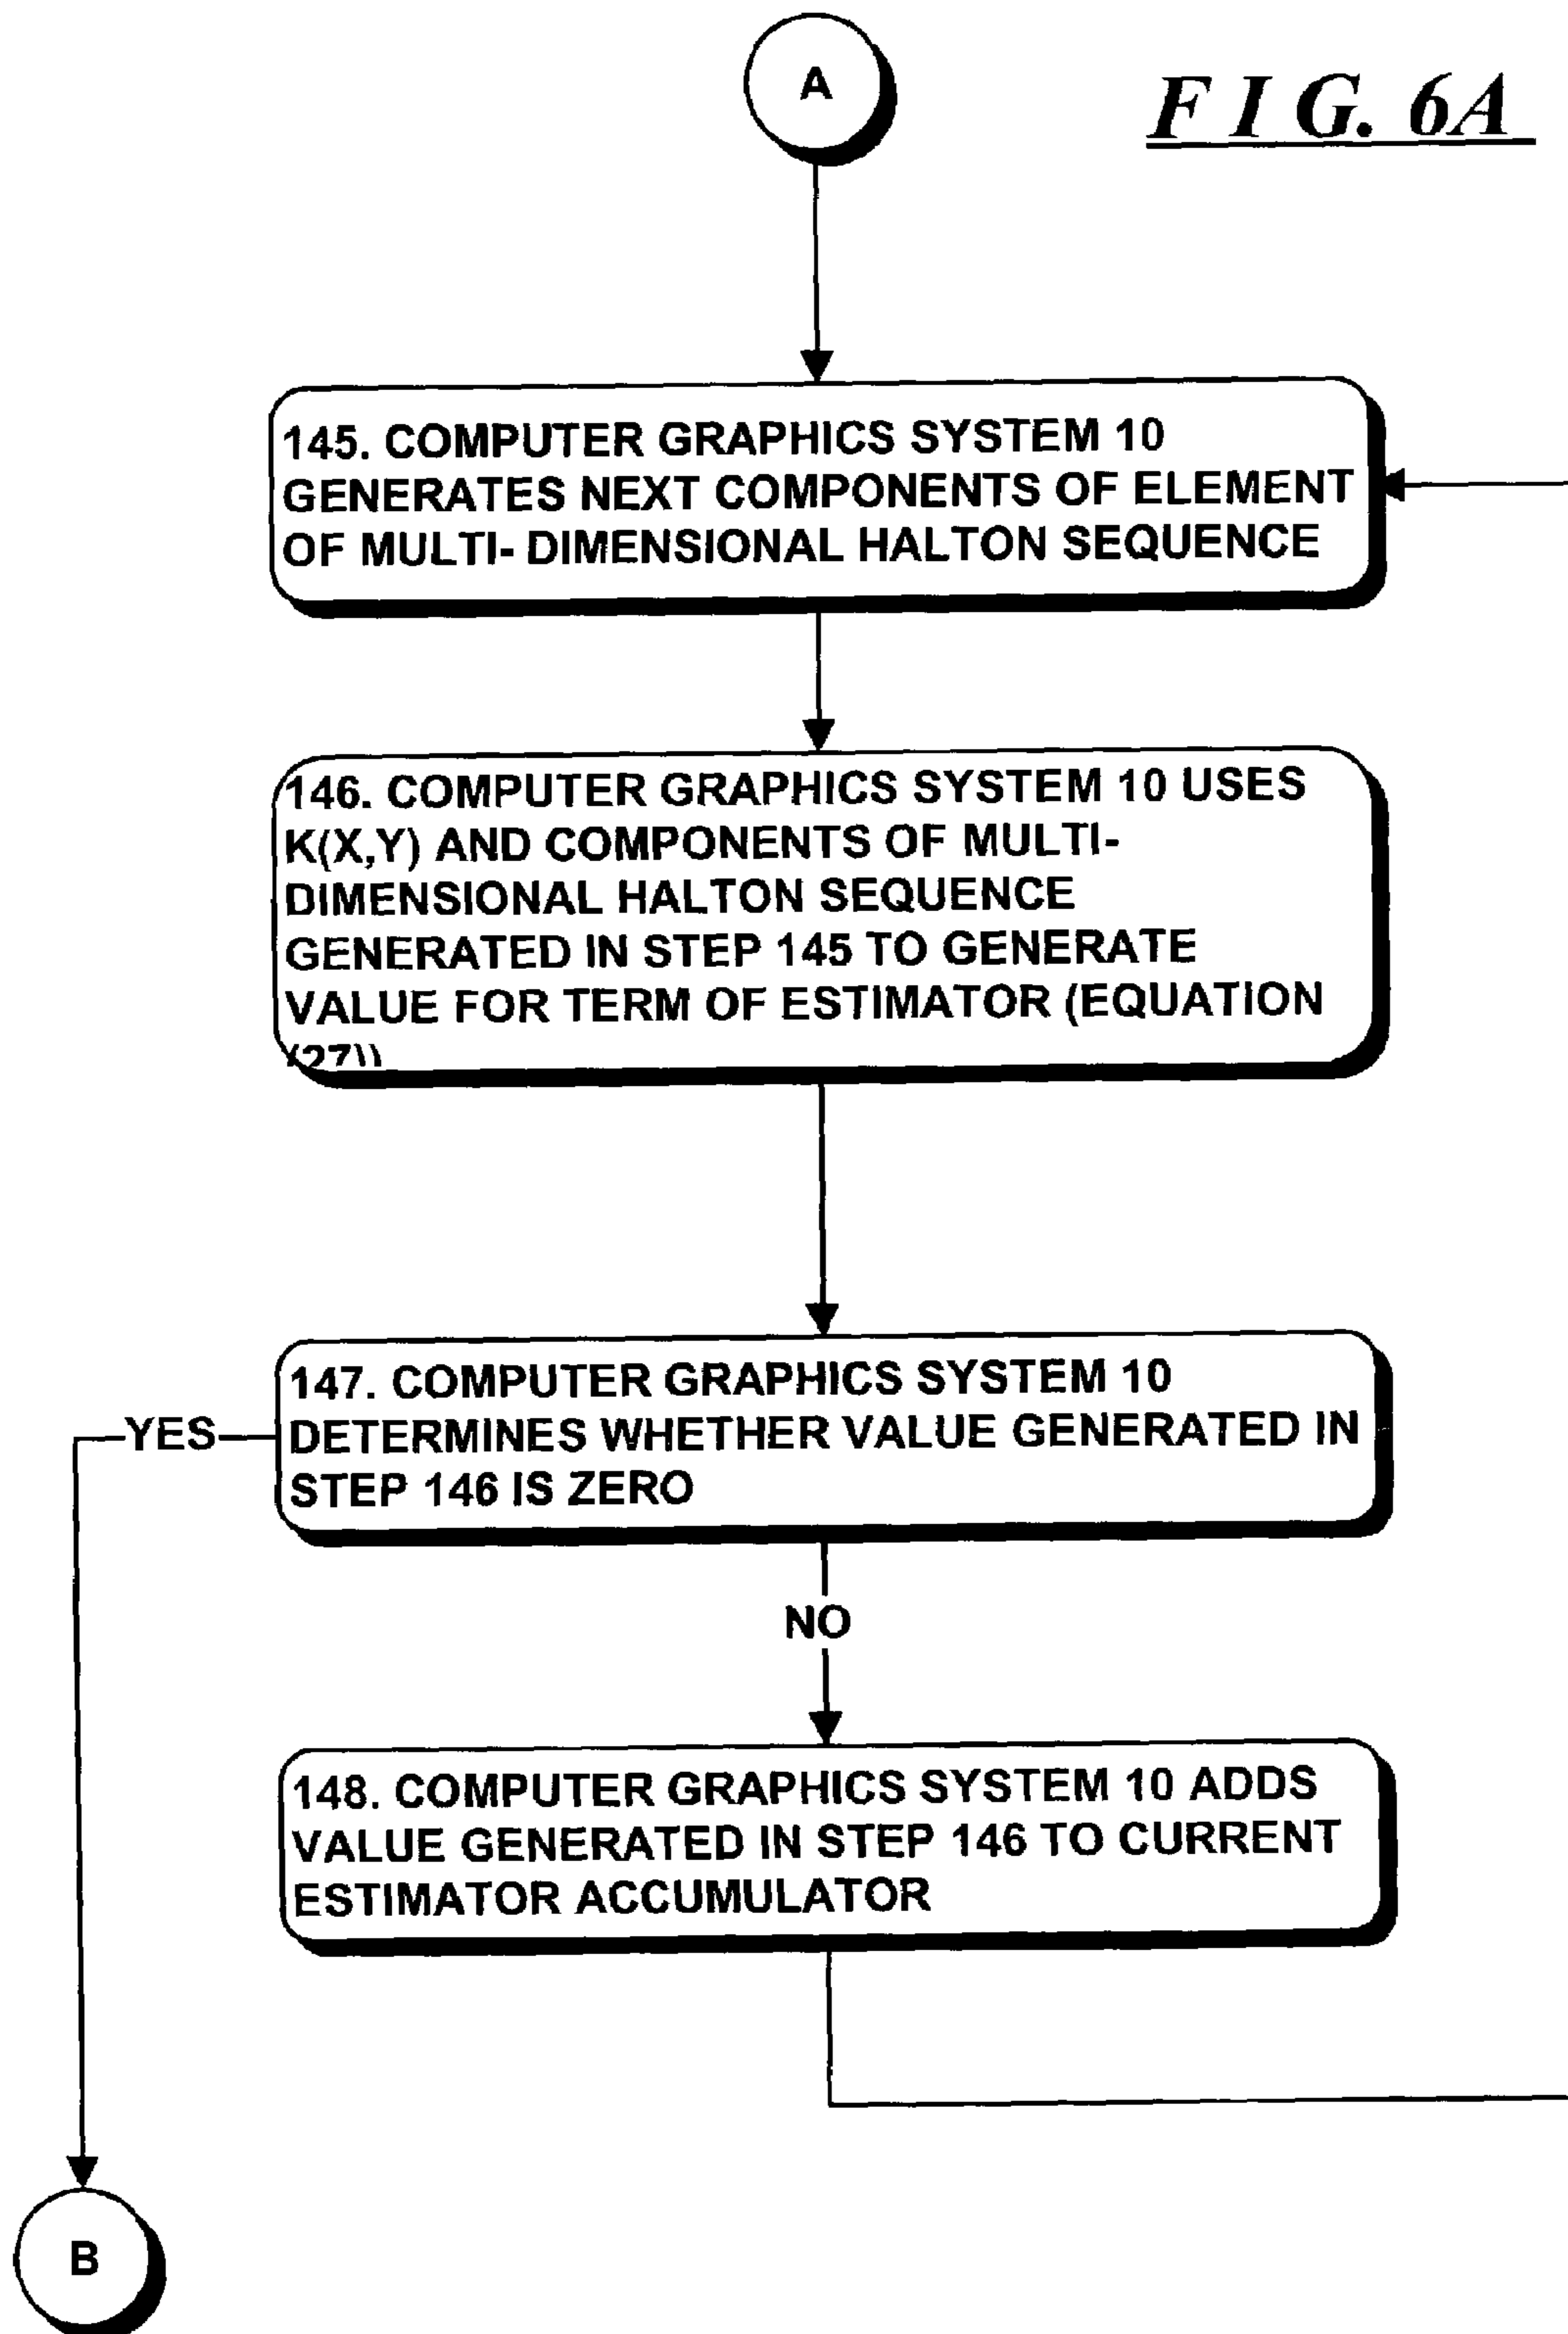 A
FIG. 6A
145. COMPUTER GRAPHICS SYSTEM 10
GENERATES NEXT COMPONENTS OF ELEMENT
OF MULTI- DIMENSIONAL HALTON SEQUENCE
146. COMPUTER GRAPHICS SYSTEM 10 USES
K(X,Y) AND COMPONENTS OF MULTI-
DIMENSIONAL HALTON SEQUENCE
GENERATED IN STEP 145 TO GENERATE
VALUE FOR TERM OF ESTIMATOR (EQUATION
(27))
147. COMPUTER GRAPHICS SYSTEM 10
DETERMINES WHETHER VALUE GENERATED IN
STEP 146 IS ZERO
YES
NO
148. COMPUTER GRAPHICS SYSTEM 10 ADDS
VALUE GENERATED IN STEP 146 TO CURRENT
ESTIMATOR ACCUMULATOR
B